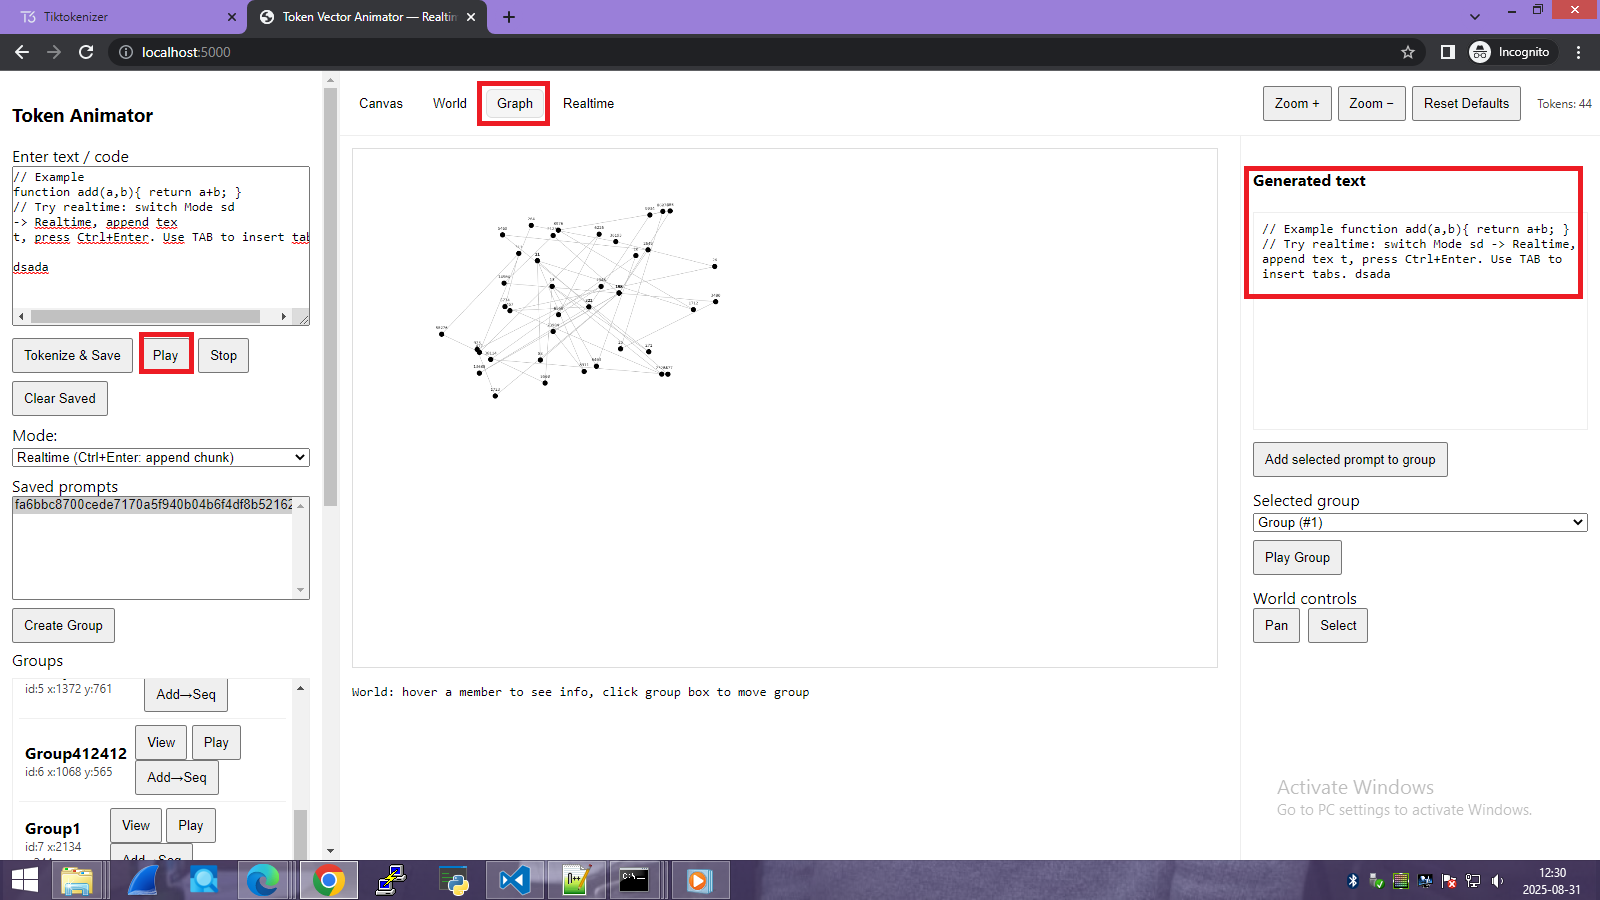 Tiktokenizer
Token Vector Animator — Realtim
localhost:5000
Incognito
Token Animator
Enter text / code
// Example
function add(a,b){ return a+b; }
// Try realtime: switch Mode sd
-> Realtime, append tex
t, press Ctrl+Enter. Use TAB to insert tab
dsada
Tokenize & Save
Play
Stop
Clear Saved
Mode:
Realtime (Ctrl+Enter: append chunk)
Saved prompts
fa6bbc8700cede7170a5f940b04b6f4df8b52162
Create Group
Groups
id:5 x:1372 y:761
Add→Seq
Group412412
id:6 x:1068 y:565
View
Play
Add→Seq
Group1
id:7 x:2134
View
Play
Add→Seq
Canvas
World
Graph
Realtime
Zoom +
Zoom −
Reset Defaults
Tokens: 44
World: hover a member to see info, click group box to move group
Generated text
// Example function add(a,b){ return a+b; }
// Try realtime: switch Mode sd -> Realtime,
append tex t, press Ctrl+Enter. Use TAB to
insert tabs. dsada
Add selected prompt to group
Selected group
Group (#1)
Play Group
World controls
Pan
Select
Activate Windows
Go to PC settings to activate Windows.
12:30
2025-08-31